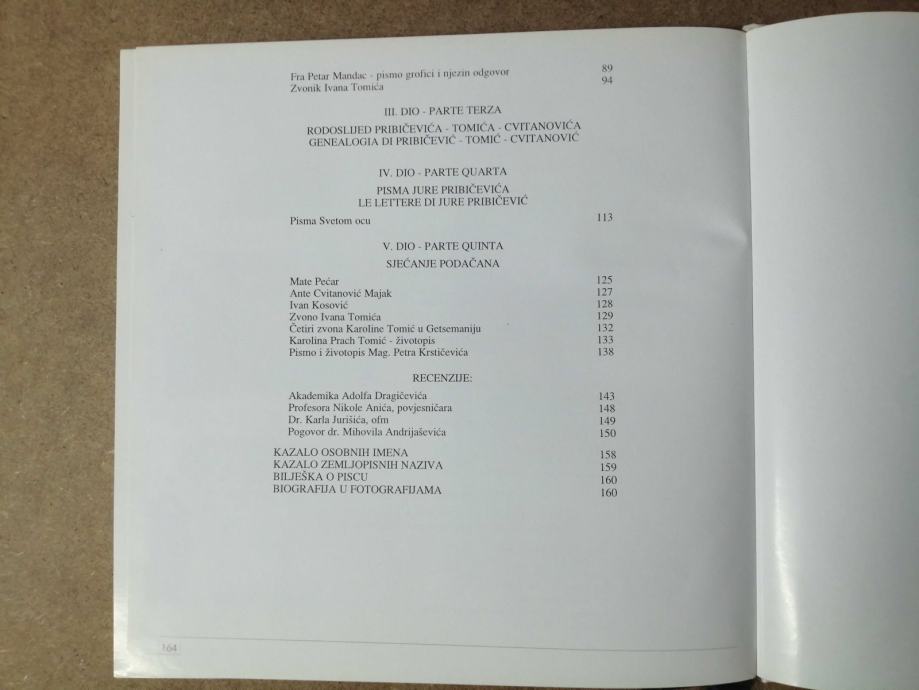 Fra Petar Mandac - pismo grofici i njezin odgovor 89
Zvonik Ivana Tomića 94
III. DIO - PARTE TERZA
RODOSLIJED PRIBIČEVIĆA - TOMIĆA - CVITANOVIĆA
GENEALOGIA DI PRIBIČEVIĆ - TOMIĆ - CVITANOVIĆ
IV. DIO - PARTE QUARTA
PISMA JURE PRIBIČEVIĆA
LE LETTERE DI JURE PRIBIČEVIĆ
Pisma Svetom ocu 113
V. DIO - PARTE QUINTA
SJEĆANJE PODAČANA
Mate Pećar 125
Ante Cvitanović Majak 127
Ivan Kosović 128
Zvono Ivana Tomića 129
Četiri zvona Karoline Tomić u Getsemaniju 132
Karolina Prach Tomić - životopis 133
Pismo i životopis Mag. Petra Krstičevića 138
RECENZIJE:
Akademika Adolfa Dragičevića 143
Profesora Nikole Anića, povjesničara 148
Dr. Karla Jurišića, ofm 149
Pogovor dr. Mihovila Andrijaševića 150
KAZALO OSOBNIH IMENA 158
KAZALO ZEMLJOPISNIH NAZIVA 159
BILJEŠKA O PISCU 160
BIOGRAFIJA U FOTOGRAFIJAMA 160
164